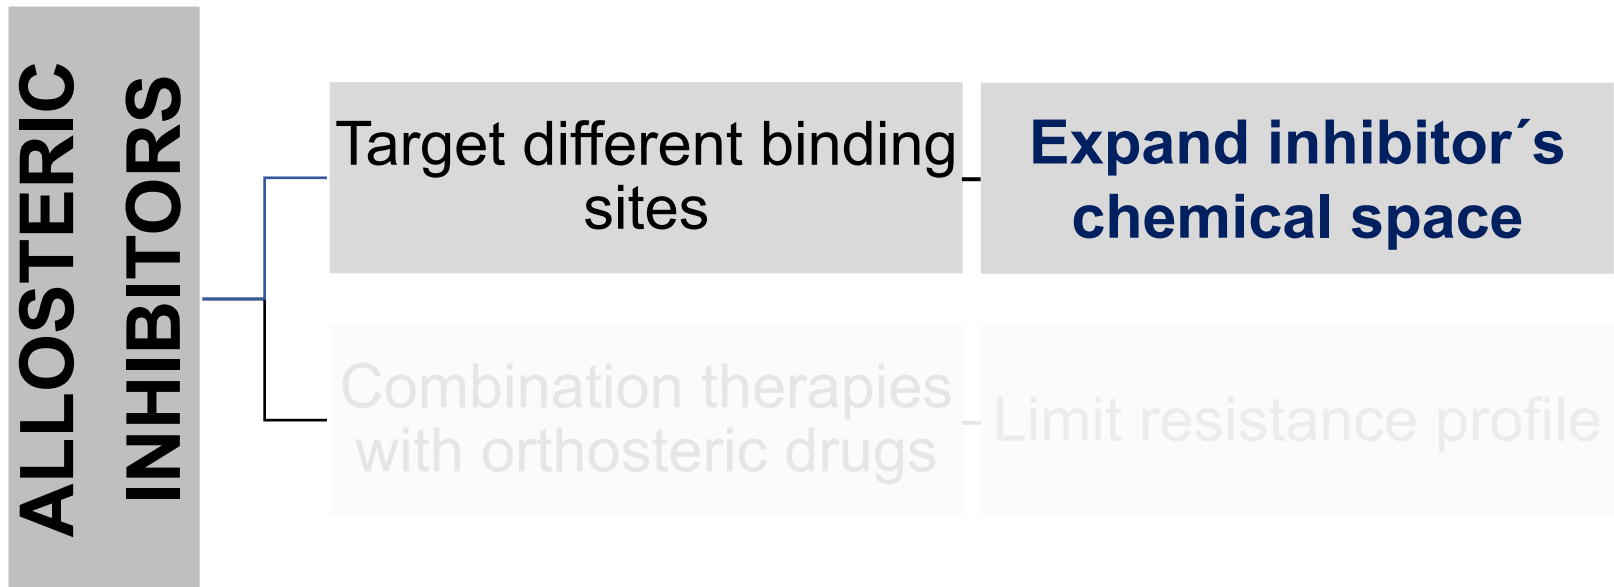 ALLOSTERIC
INHIBITORS
Target different binding
sites
Expand inhibitor´s
chemical space
Combination therapies
with orthosteric drugs
Limit resistance profile